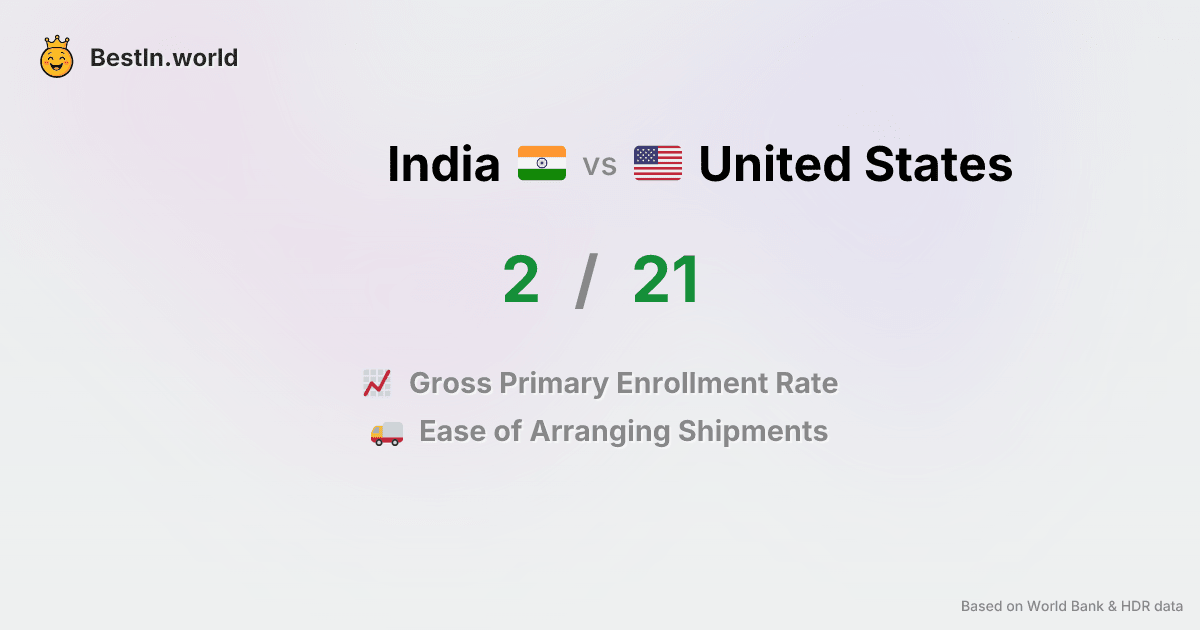 BestIn.world
India vs United States
2 / 21
Gross Primary Enrollment Rate
Ease of Arranging Shipments
Based on World Bank & HDR data